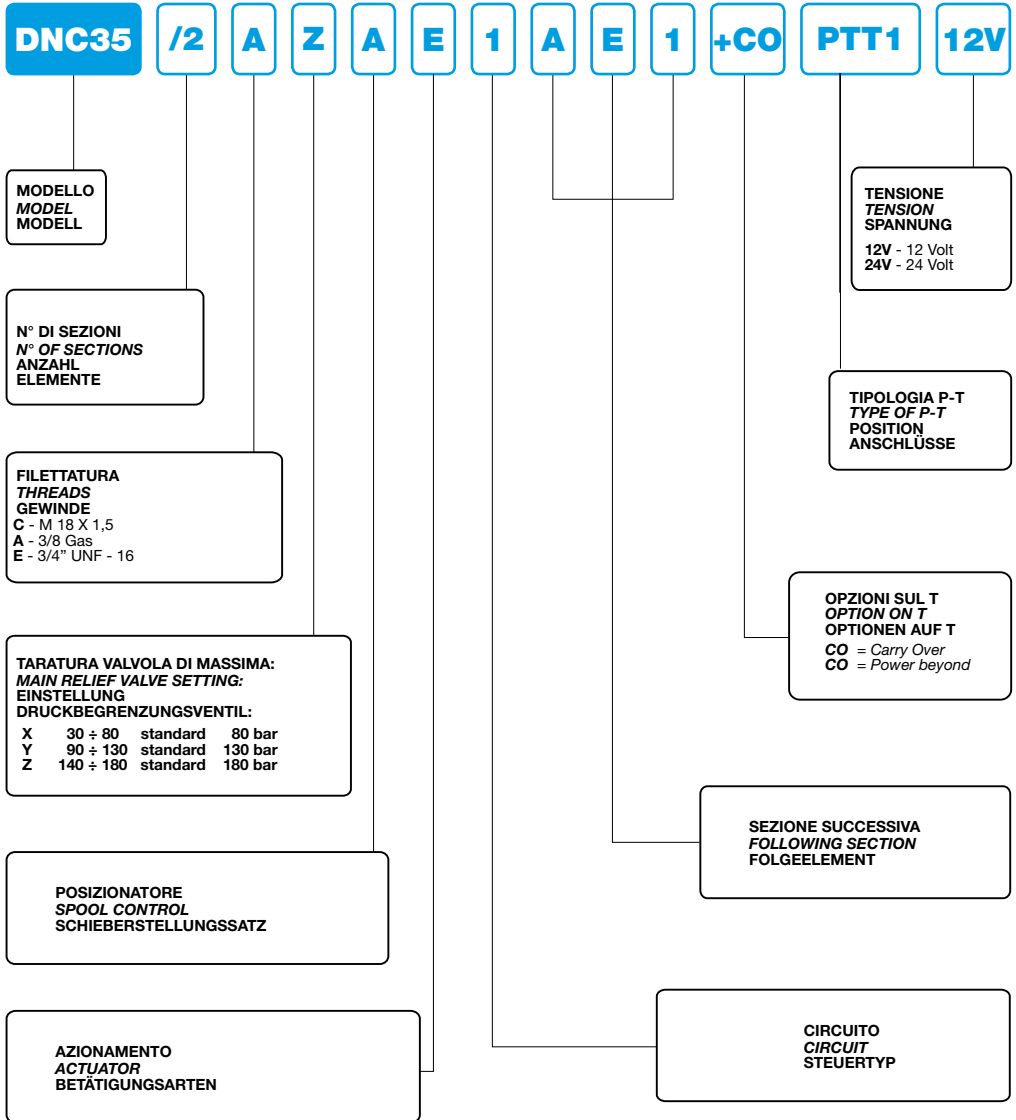 DNC35 /2 A Z A E 1 A E 1 +CO PTT1 12V
MODELLO
MODEL
MODELL
TENSIONE
TENSION
SPANNUNG
12V - 12 Volt
24V - 24 Volt
N° DI SEZIONI
N° OF SECTIONS
ANZAHL
ELEMENTE
TIPOLOGIA P-T
TYPE OF P-T
POSITION
ANSCHLÜSSE
FILETTATURA
THREADS
GEWINDE
C - M 18 X 1,5
A - 3/8 Gas
E - 3/4” UNF - 16
OPZIONI SUL T
OPTION ON T
OPTIONEN AUF T
CO = Carry Over
CO = Power beyond
TARATURA VALVOLA DI MASSIMA:
MAIN RELIEF VALVE SETTING:
EINSTELLUNG
DRUCKBEGRENZUNGSVENTIL:
X 30 ÷ 80 standard 80 bar
Y 90 ÷ 130 standard 130 bar
Z 140 ÷ 180 standard 180 bar
SEZIONE SUCCESSIVA
FOLLOWING SECTION
FOLGEELEMENT
POSIZIONATORE
SPOOL CONTROL
SCHIEBERSTELLUNGSSATZ
CIRCUITO
CIRCUIT
STEUERTYP
AZIONAMENTO
ACTUATOR
BETÄTIGUNGSARTEN